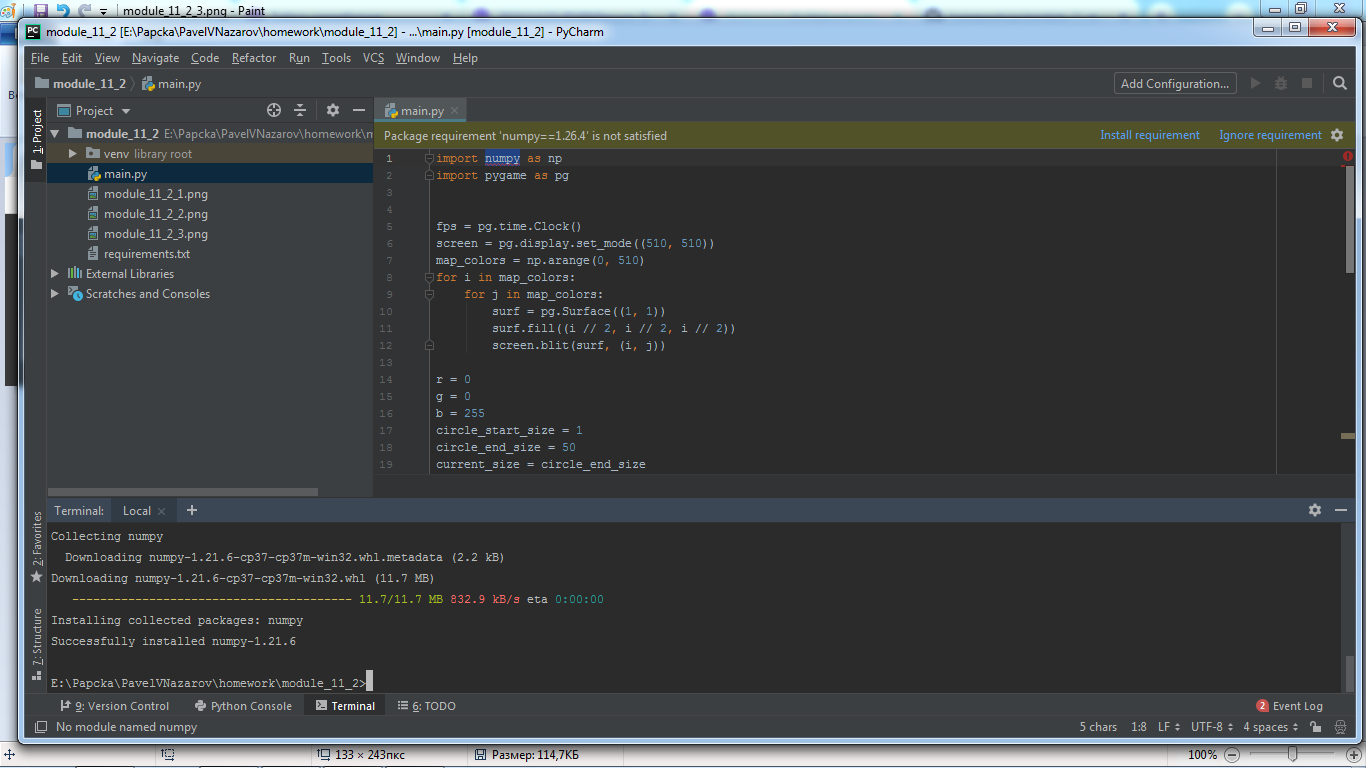 module_11_2_3.png - Paint
PC module_11_2 [E:\Papcka\PavelVNazarov\homework\module_11_2] - ...\main.py [module_11_2] - PyCharm
File Edit View Navigate Code Refactor Run Tools VCS Window Help
module_11_2 main.py Add Configuration...
1: Project
Project
module_11_2 E:\Papcka\PavelVNazarov\homework\m
venv library root
main.py
module_11_2_1.png
module_11_2_2.png
module_11_2_3.png
requirements.txt
External Libraries
Scratches and Consoles
main.py
Package requirement 'numpy==1.26.4' is not satisfied Install requirement Ignore requirement
1 import numpy as np
2 import pygame as pg
3
4
5 fps = pg.time.Clock()
6 screen = pg.display.set_mode((510, 510))
7 map_colors = np.arange(0, 510)
8 for i in map_colors:
9 for j in map_colors:
10 surf = pg.Surface((1, 1))
11 surf.fill((i // 2, i // 2, i // 2))
12 screen.blit(surf, (i, j))
13
14 r = 0
15 g = 0
16 b = 255
17 circle_start_size = 1
18 circle_end_size = 50
19 current_size = circle_end_size
2: Favorites
7: Structure
Terminal: Local +
Collecting numpy
Downloading numpy-1.21.6-cp37-cp37m-win32.whl.metadata (2.2 kB)
Downloading numpy-1.21.6-cp37-cp37m-win32.whl (11.7 MB)
---------------------------------------- 11.7/11.7 MB 832.9 kB/s eta 0:00:00
Installing collected packages: numpy
Successfully installed numpy-1.21.6
E:\Papcka\PavelVNazarov\homework\module_11_2>
9: Version Control Python Console Terminal 6: TODO 2 Event Log
No module named numpy 5 chars 1:8 LF UTF-8 4 spaces
133 × 243пкс Размер: 114,7КБ 100%